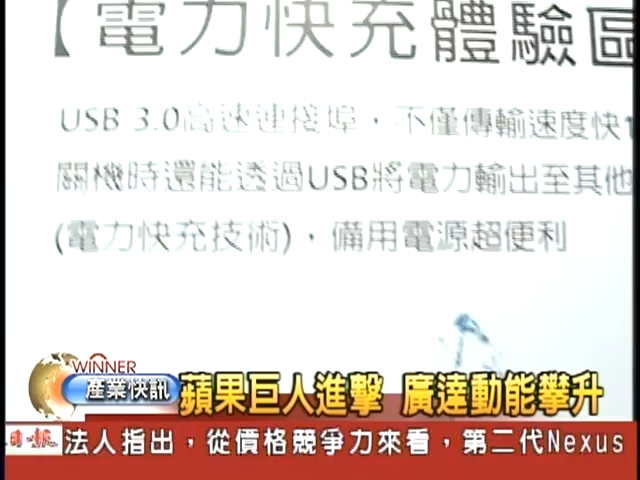 【電力快充體驗區
USB 3.0高速連接埠，不僅傳輸速度快1
關機時還能透過USB將電力輸出至其他
(電力快充技術)，備用電源超便利
WINNER
產業快訊
蘋果巨人進擊 廣達動能攀升
日報
法人指出，從價格競爭力來看，第二代Nexus